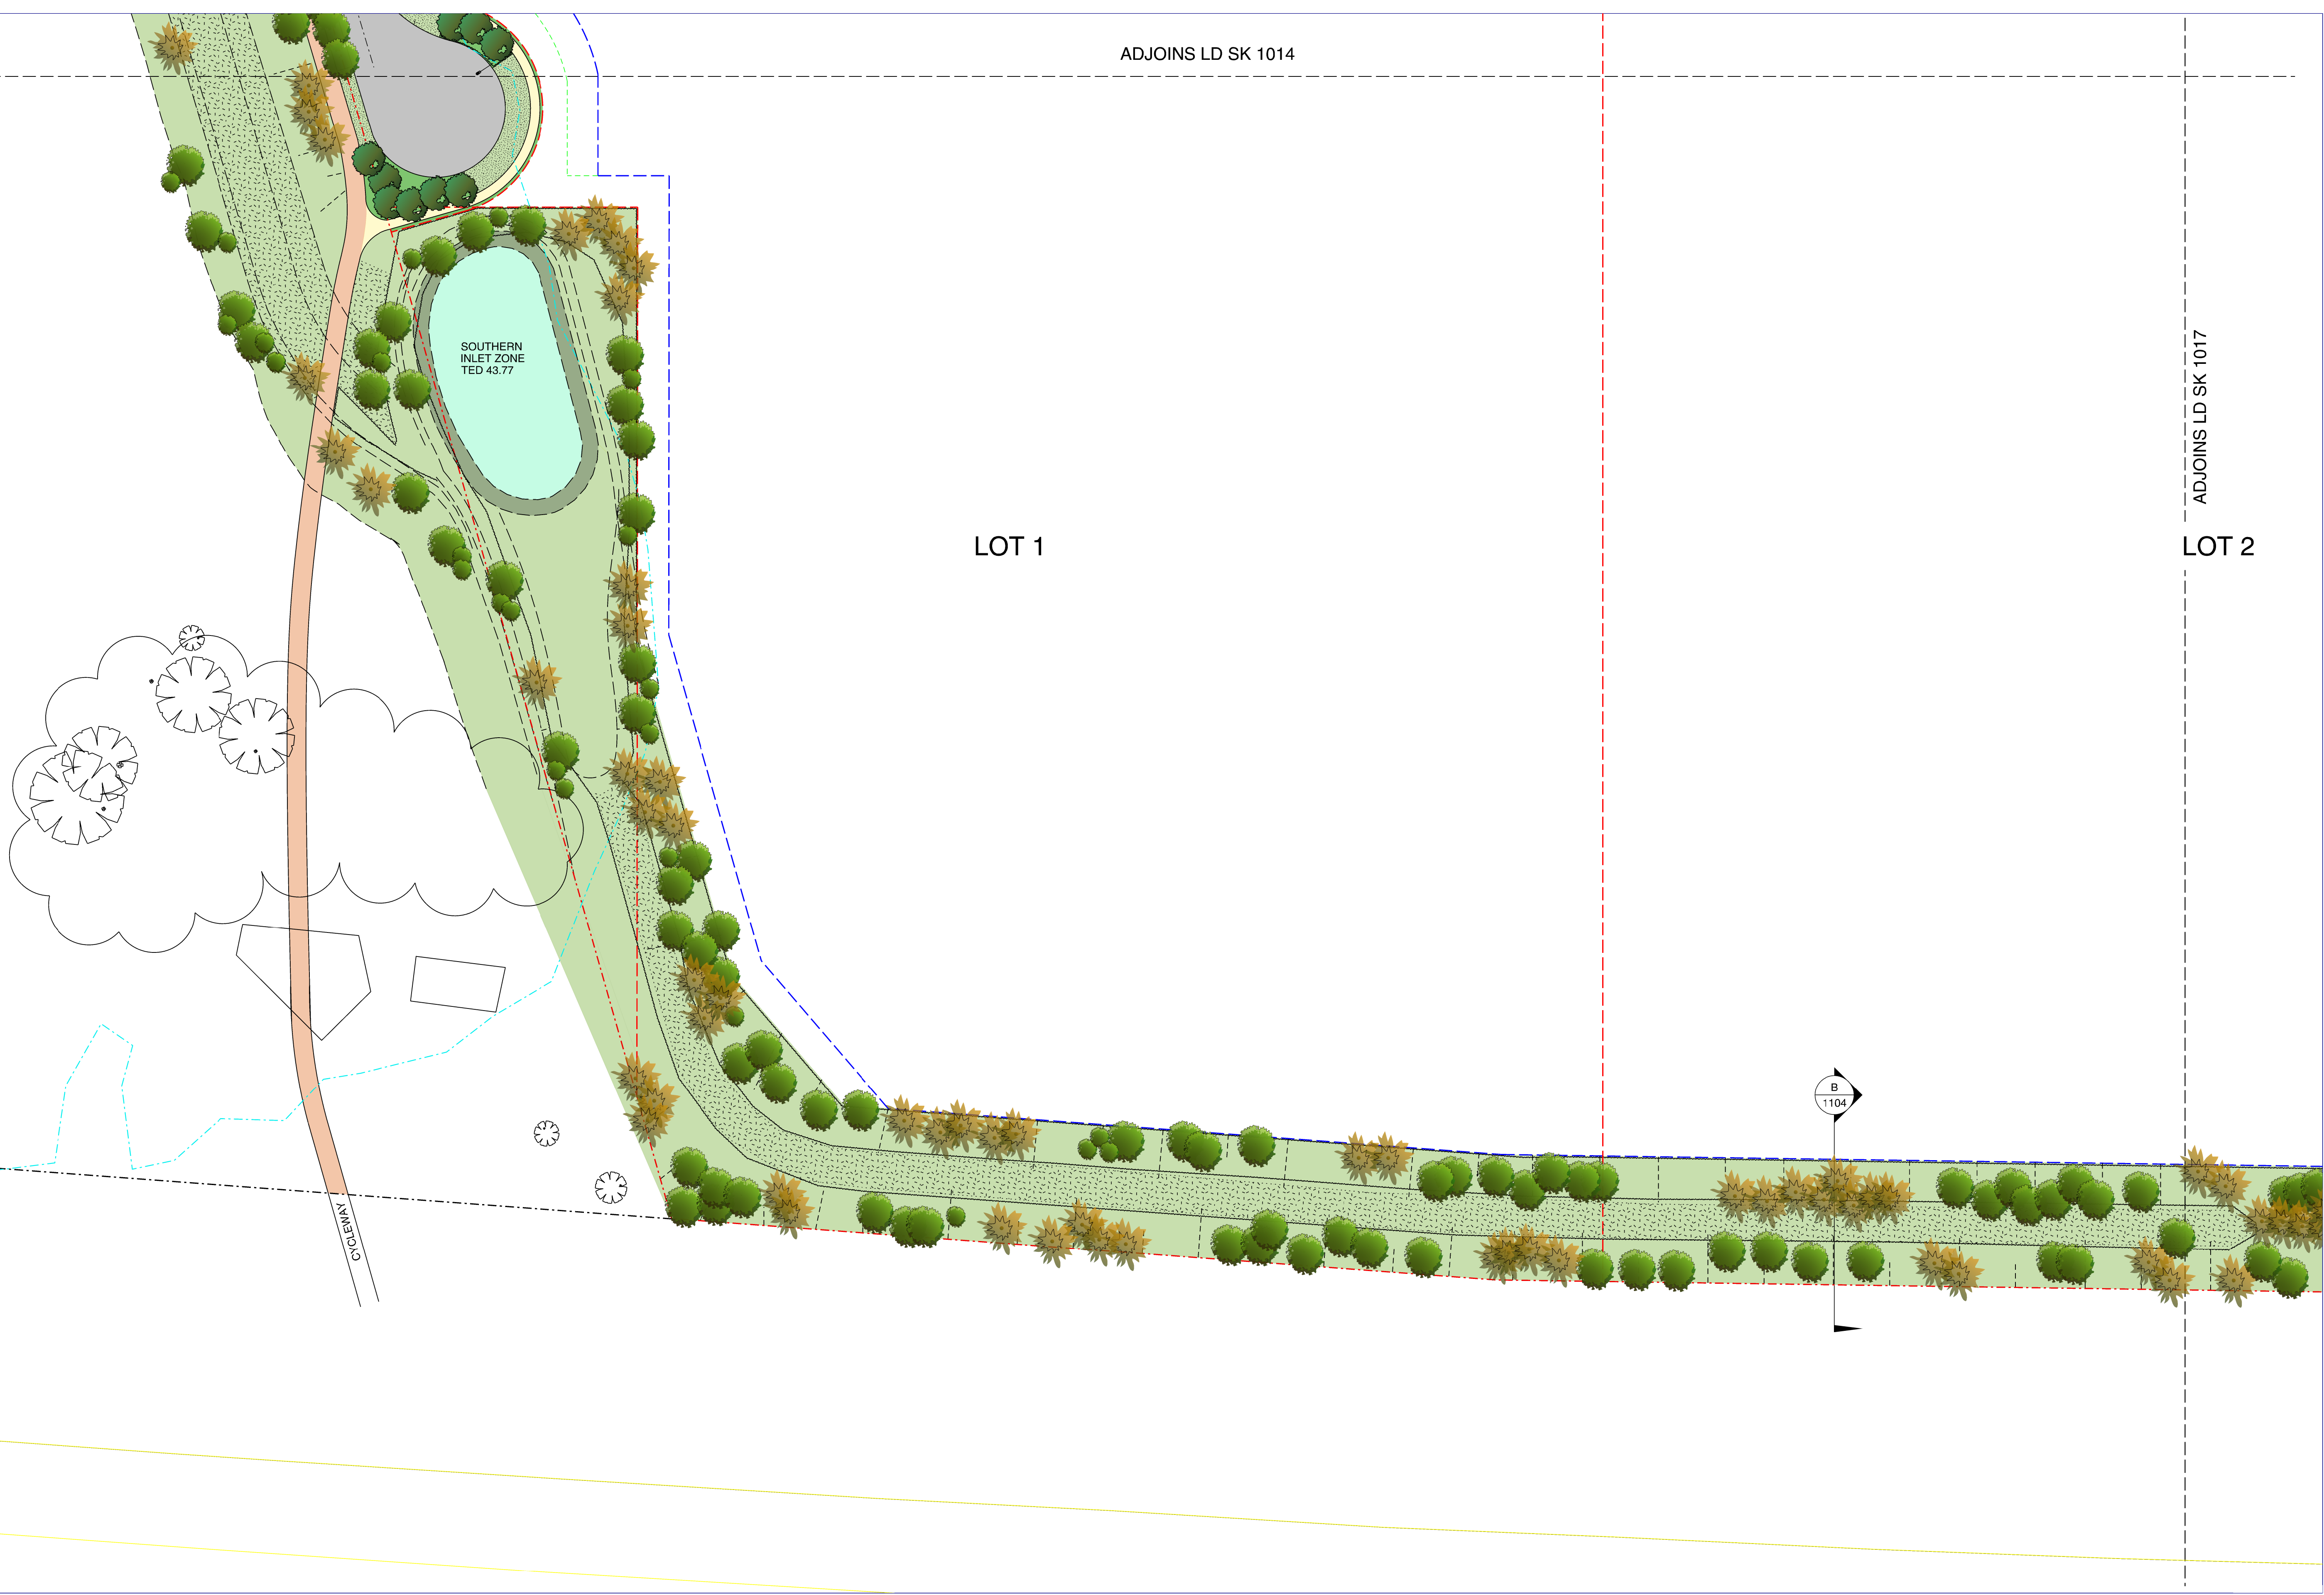 ADJOINS LD SK 1014
ADJOINS LD SK 1017
SOUTHERN
INLET ZONE
TED 43.77
LOT 1
LOT 2
B
1104
CYCLEWAY